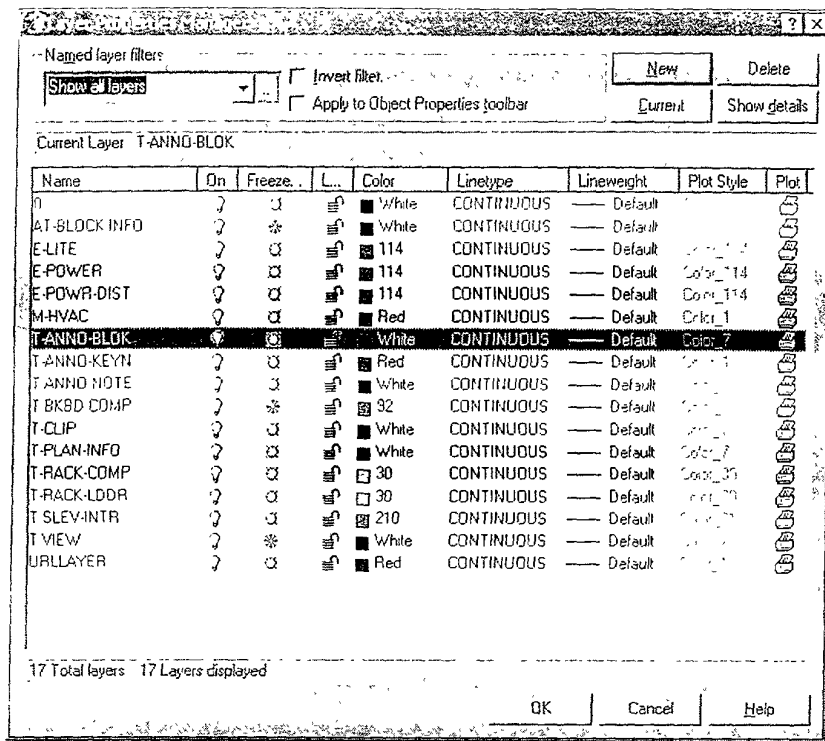 Named layer filters
Show all layers
...
Invert filter
Apply to Object Properties toolbar
New
Delete
Current
Show details
Current Layer T-ANNO-BLOK
Name On Freeze... L... Color Linetype Lineweight Plot Style Plot
0 White CONTINUOUS Default
AT-BLOCK INFO White CONTINUOUS Default
E-LITE 114 CONTINUOUS Default
E-POWER 114 CONTINUOUS Default Color_114
E-POWR-DIST 114 CONTINUOUS Default Color_114
M-HVAC Red CONTINUOUS Default Color_1
T-ANNO-BLOK White CONTINUOUS Default Color_7
T-ANNO-KEYN Red CONTINUOUS Default
T ANNO NOTE White CONTINUOUS Default
T BKBD COMP 92 CONTINUOUS Default
T-CLIP White CONTINUOUS Default
T-PLAN-INFO White CONTINUOUS Default Color_7
T-RACK-COMP 30 CONTINUOUS Default Color_30
T-RACK-LDDR 30 CONTINUOUS Default
T SLEV-INTR 210 CONTINUOUS Default
T VIEW White CONTINUOUS Default
URLLAYER Red CONTINUOUS Default
17 Total layers 17 Layers displayed
OK
Cancel
Help